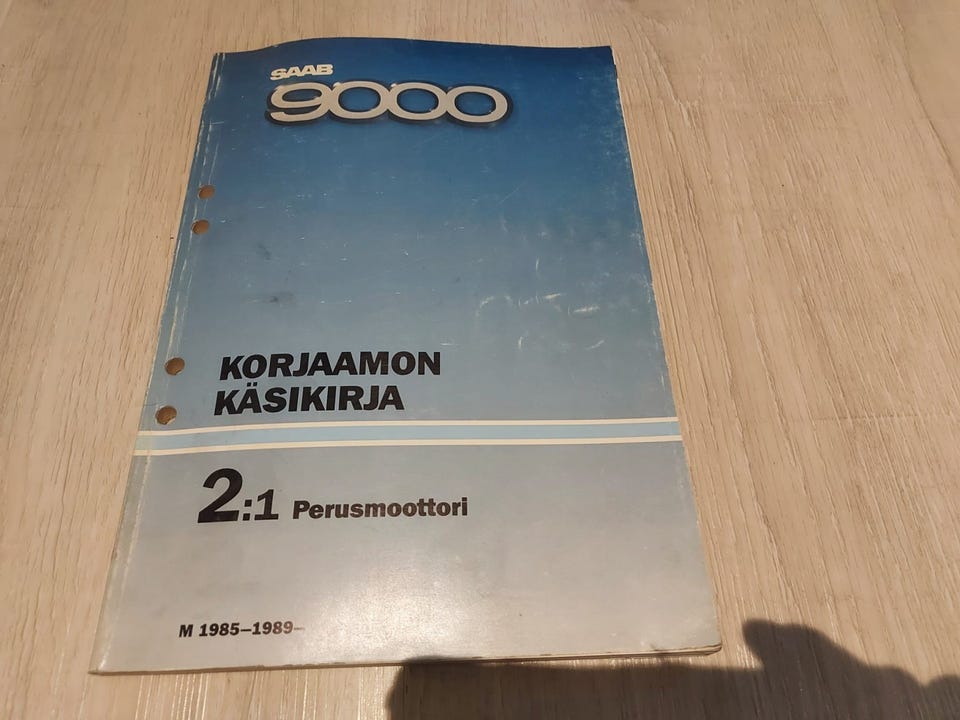 SAAB
9000
KORJAAMON
KÄSIKIRJA
2:1 Perusmoottori
M 1985–1989–